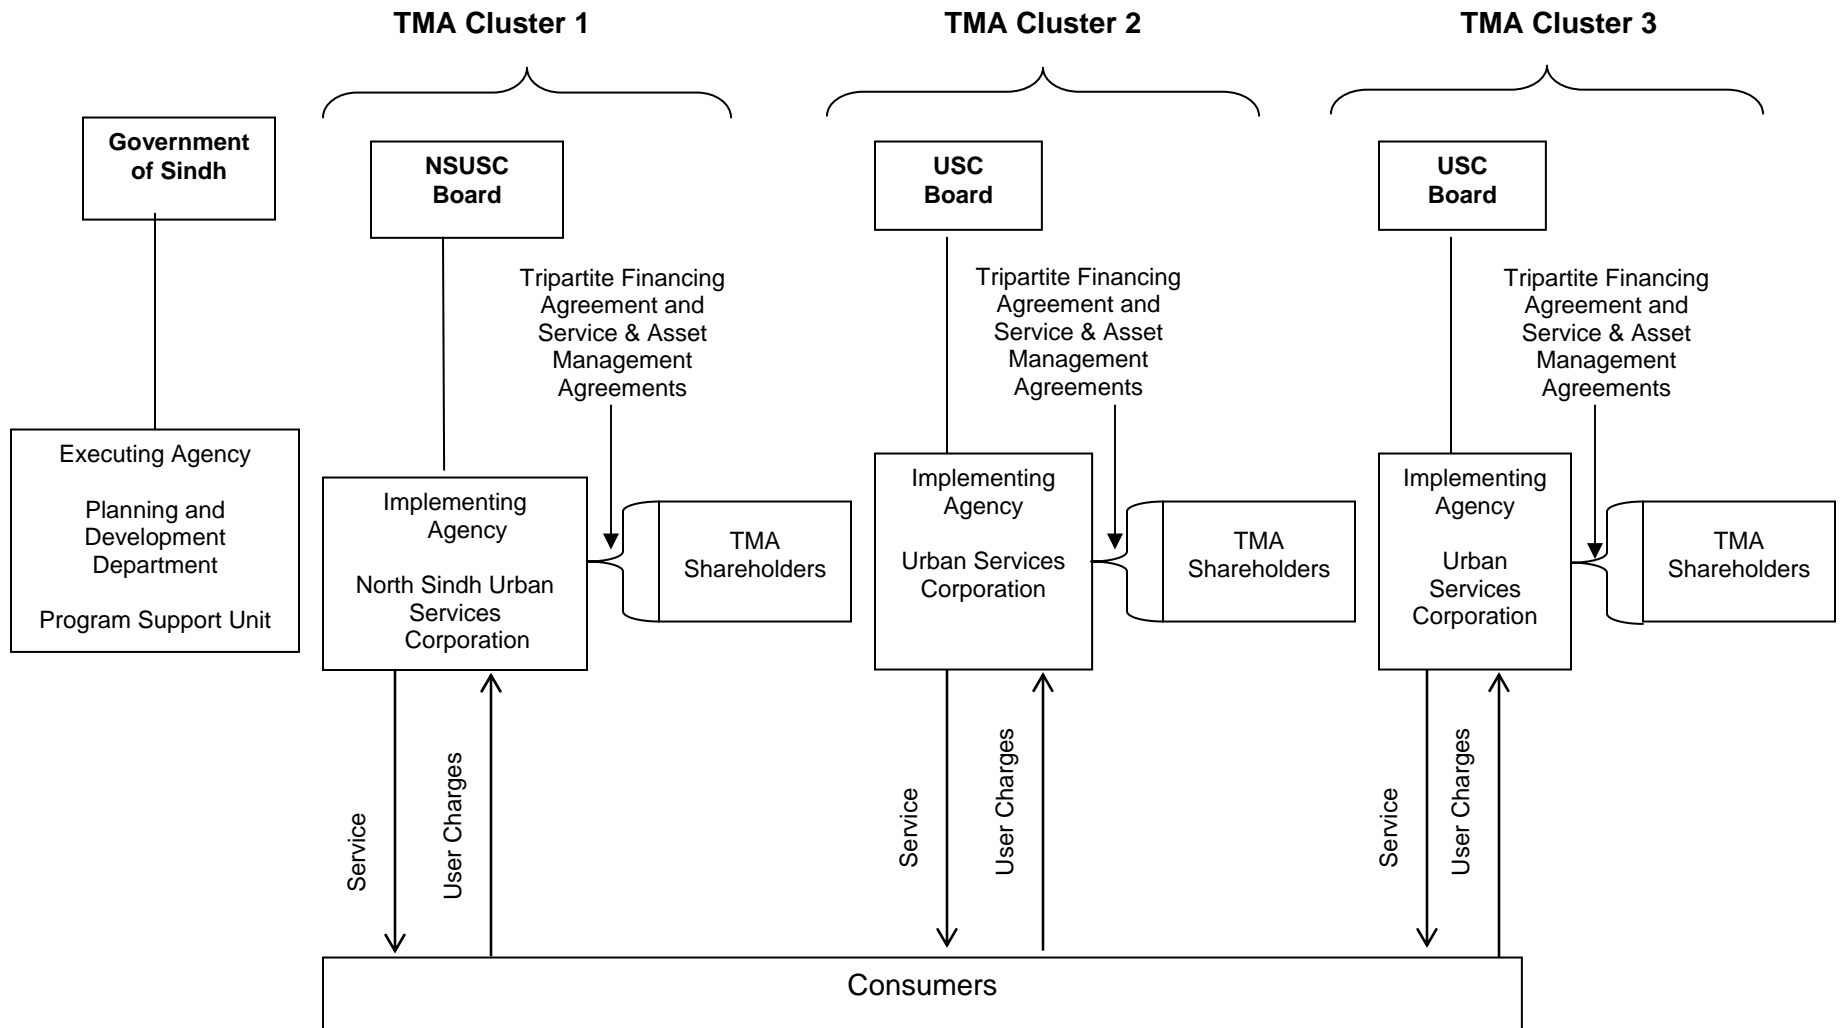 TMA Cluster 1
TMA Cluster 2
TMA Cluster 3
Government
of Sindh
NSUSC
Board
USC
Board
USC
Board
Tripartite Financing
Agreement and
Service & Asset
Management
Agreements
Tripartite Financing
Agreement and
Service & Asset
Management
Agreements
Tripartite Financing
Agreement and
Service & Asset
Management
Agreements
Executing Agency
Planning and
Development
Department
Program Support Unit
Implementing
Agency
North Sindh Urban
Services
Corporation
TMA
Shareholders
Implementing
Agency
Urban Services
Corporation
TMA
Shareholders
Implementing
Agency
Urban
Services
Corporation
TMA
Shareholders
Service
User Charges
Service
User Charges
Service
User Charges
Consumers